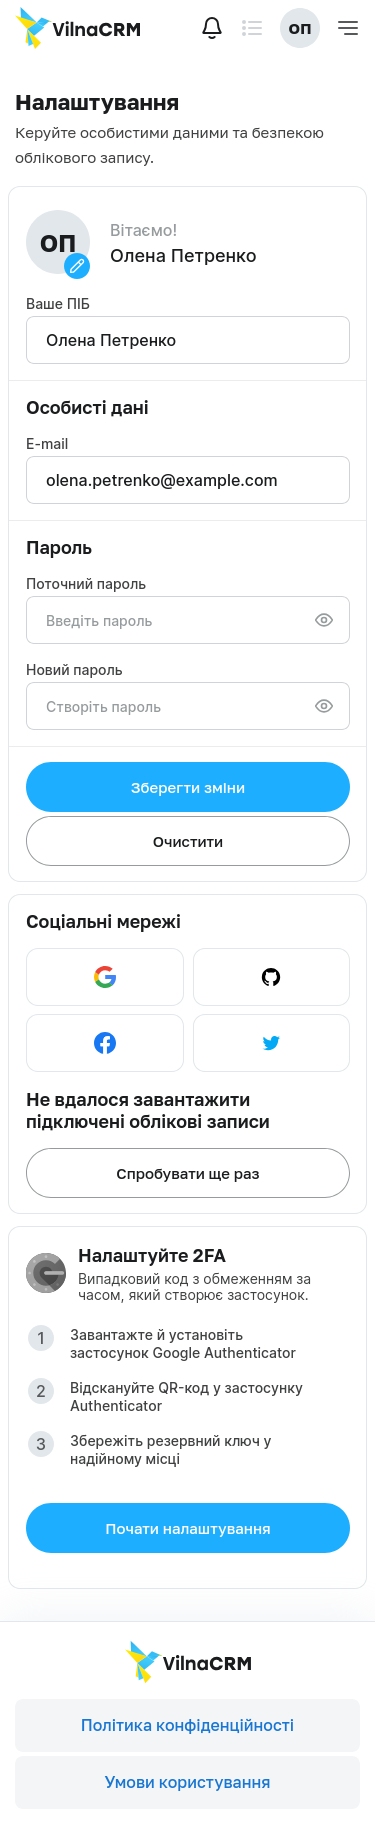 VilnaCRM
ОП
Налаштування
Керуйте особистими даними та безпекою
облікового запису.
ОП
Вітаємо!
Олена Петренко
Ваше ПІБ
Олена Петренко
Особисті дані
E-mail
olena.petrenko@example.com
Пароль
Поточний пароль
Введіть пароль
Новий пароль
Створіть пароль
Зберегти зміни
Очистити
Соціальні мережі
Не вдалося завантажити
підключені облікові записи
Спробувати ще раз
Налаштуйте 2FA
Випадковий код з обмеженням за
часом, який створює застосунок.
1 Завантажте й установіть
застосунок Google Authenticator
2 Відскануйте QR-код у застосунку
Authenticator
3 Збережіть резервний ключ у
надійному місці
Почати налаштування
VilnaCRM
Політика конфіденційності
Умови користування